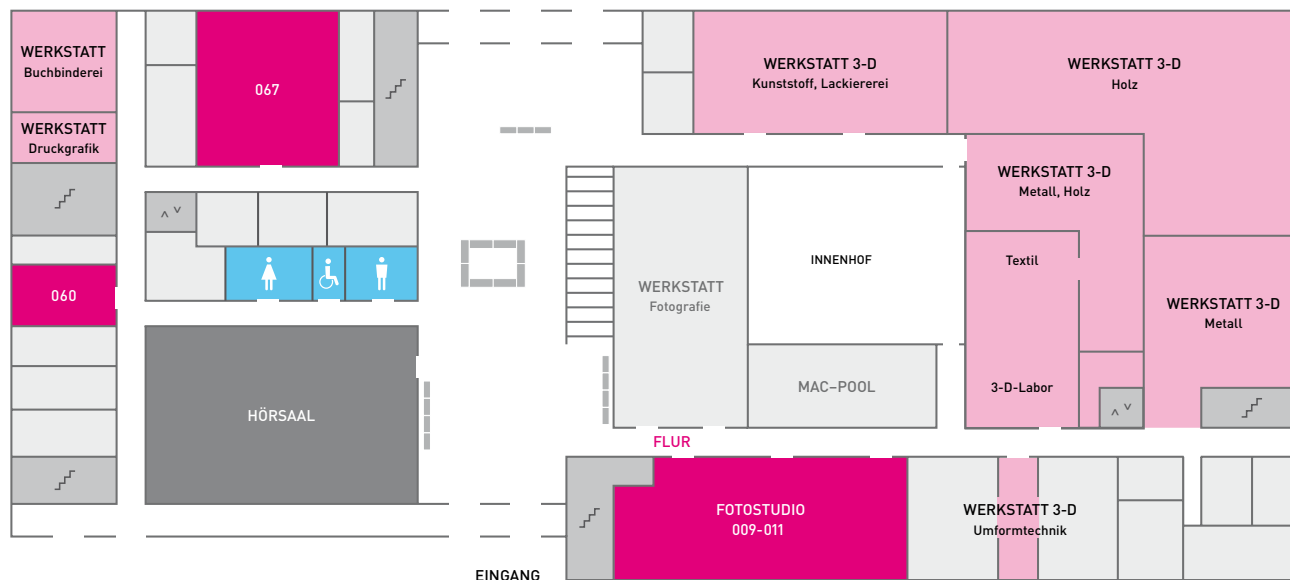 WERKSTATT
Buchbinderei
WERKSTATT
Druckgrafik
067
060
HÖRSAAL
WERKSTATT 3-D
Kunststoff, Lackiererei
WERKSTATT 3-D
Holz
WERKSTATT 3-D
Metall, Holz
INNENHOF
Textil
WERKSTATT
Fotografie
WERKSTATT 3-D
Metall
MAC-POOL
3-D-Labor
FLUR
FOTOSTUDIO
009-011
WERKSTATT 3-D
Umformtechnik
EINGANG